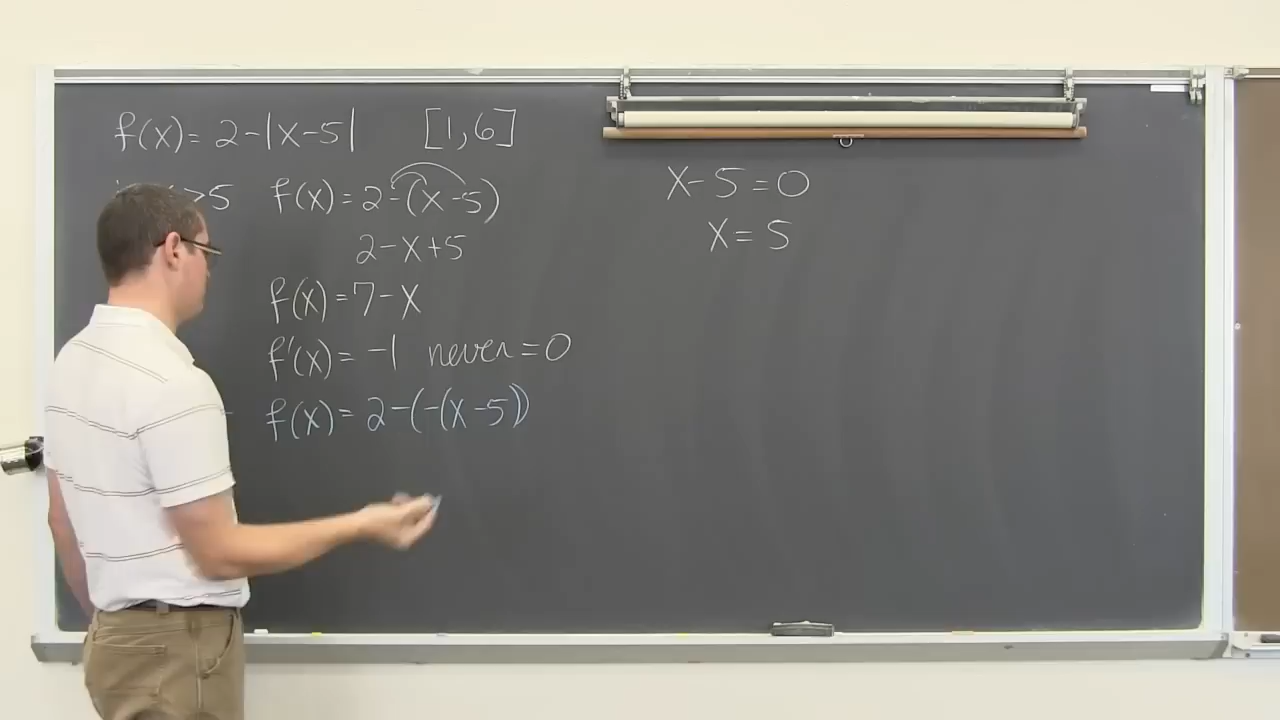 f(x) = 2 - |x - 5| [1, 6]
> 5 f(x) = 2 - (x - 5)
2 - x + 5
f(x) = 7 - x
f'(x) = -1 never = 0
f(x) = 2 - (-(x - 5))
x - 5 = 0
x = 5